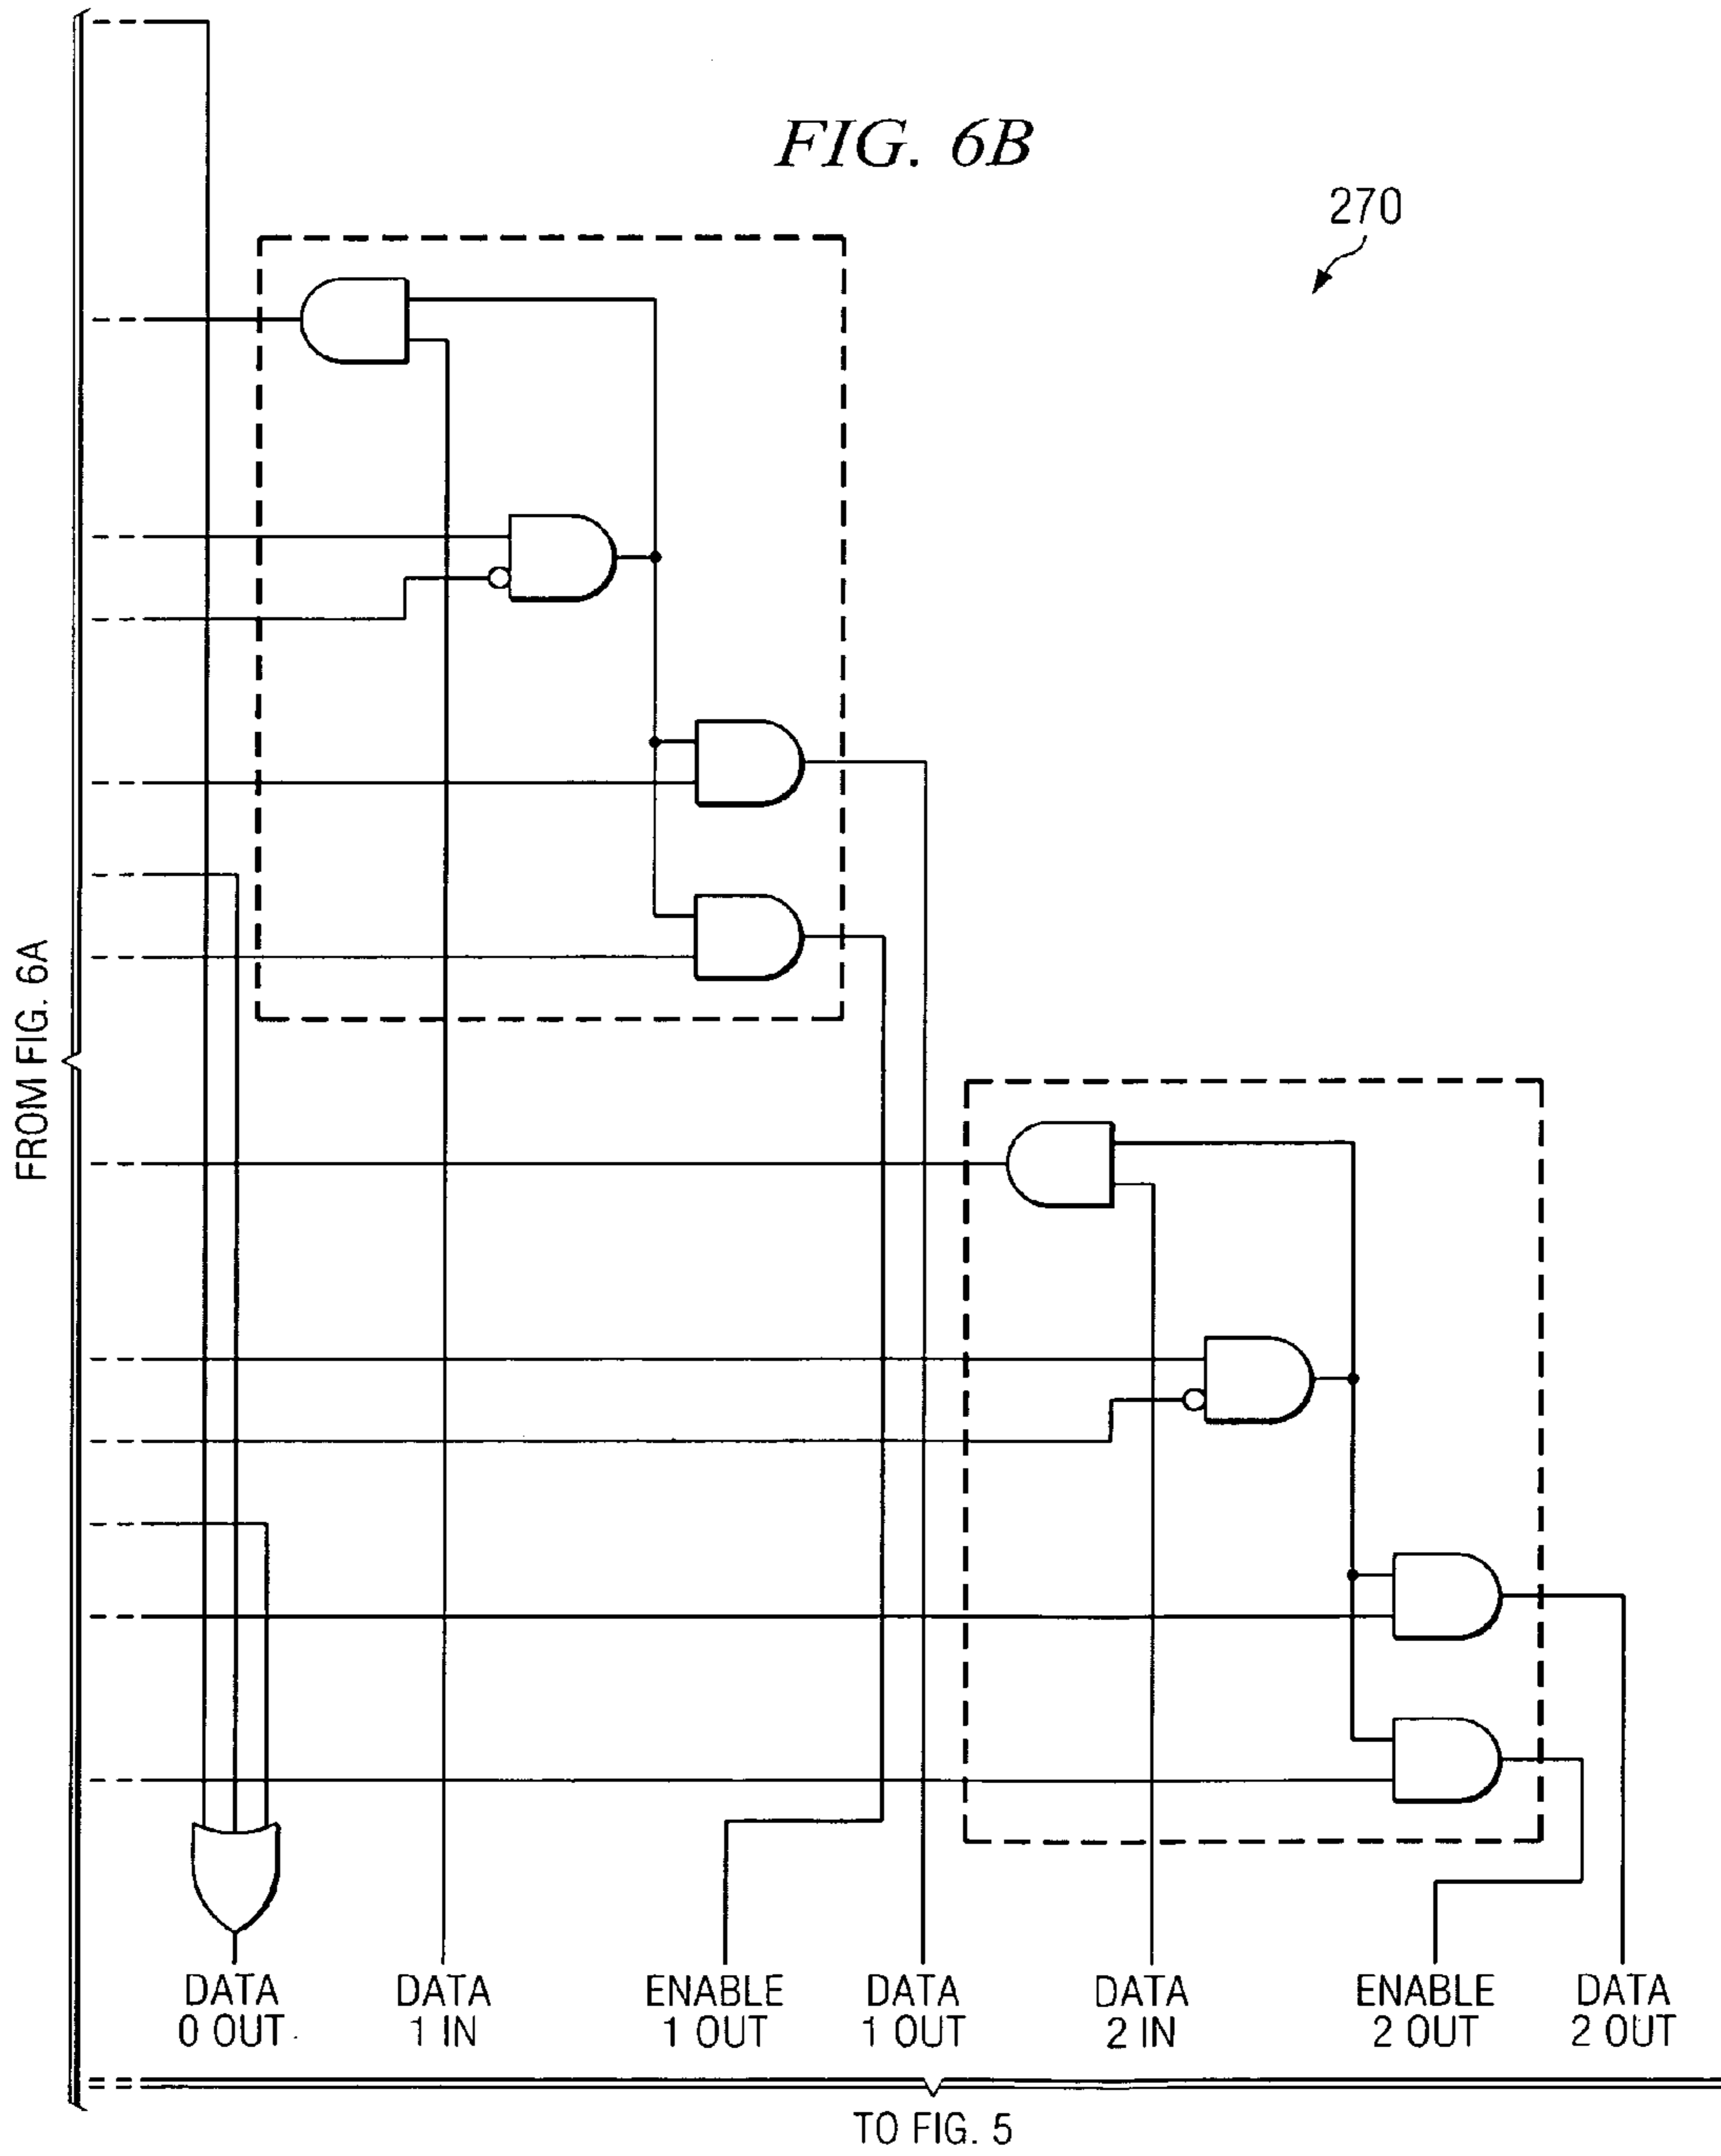 FIG. 6B
270
FROM FIG. 6A
DATA
0 OUT
DATA
1 IN
ENABLE
1 OUT
DATA
1 OUT
DATA
2 IN
ENABLE
2 OUT
DATA
2 OUT
TO FIG. 5